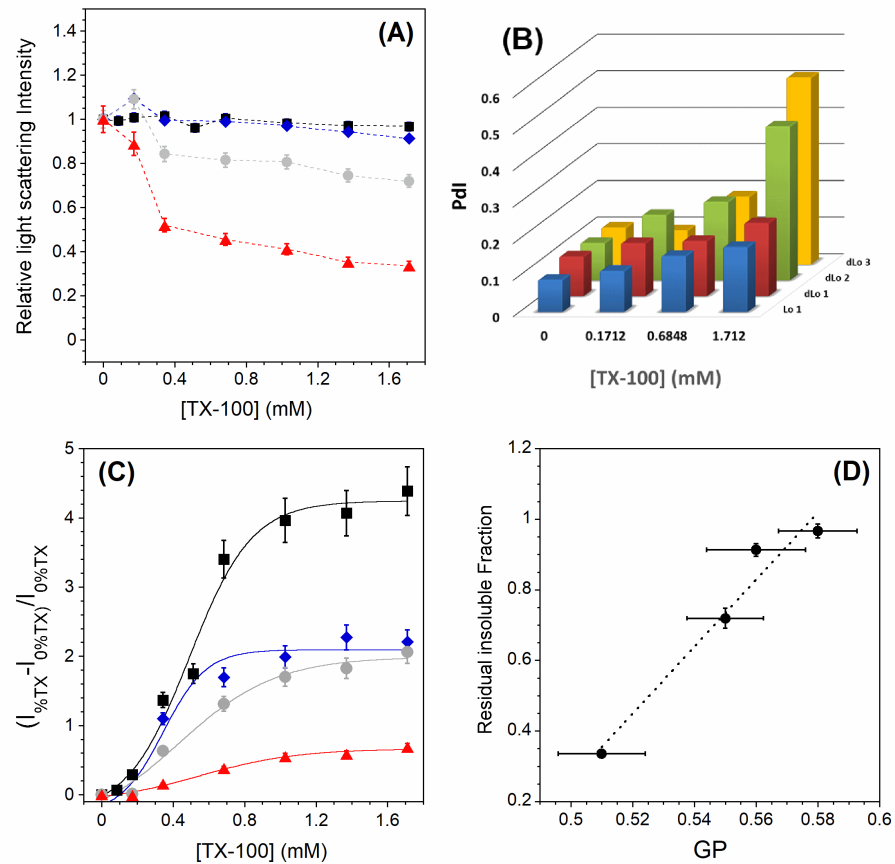 (A)
Relative light scattering Intensity
1.4
1.2
1
0.8
0.6
0.4
0.2
0
0 0.4 0.8 1.2 1.6
[TX-100] (mM)
(B)
PdI
0.6
0.5
0.4
0.3
0.2
0.1
0
0 0.1712 0.6848 1.712
dLo 3
dLo 2
dLo 1
Lo 1
[TX-100] (mM)
(C)
(I%TX-I0%TX)/I0%TX
5
4
3
2
1
0
0 0.4 0.8 1.2 1.6
[TX-100] (mM)
(D)
Residual insoluble Fraction
1.2
1
0.8
0.6
0.4
0.2
0.5 0.52 0.54 0.56 0.58 0.6
GP